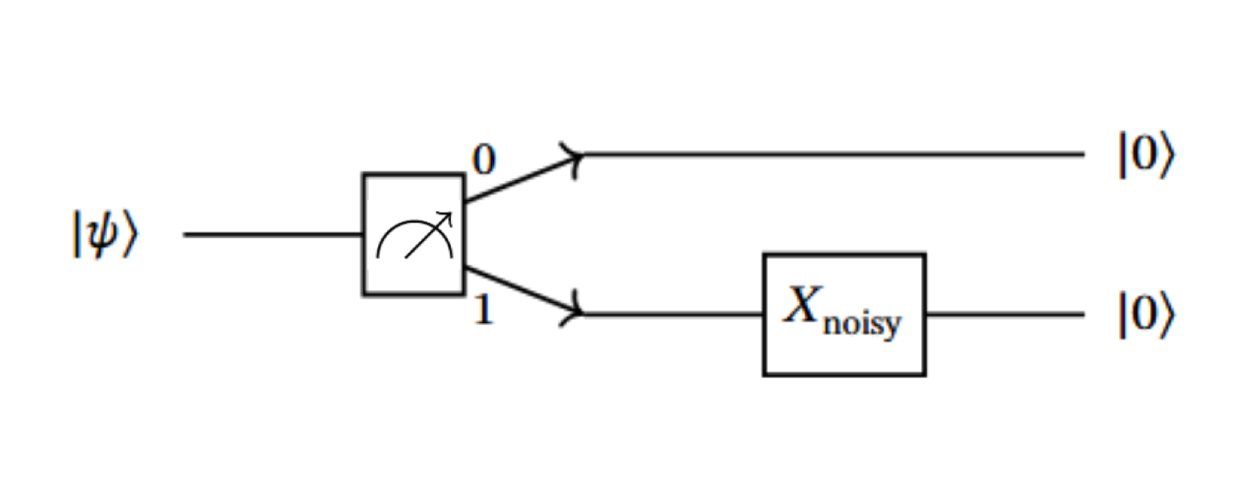 0
|0⟩
|ψ⟩
1
X_noisy
|0⟩